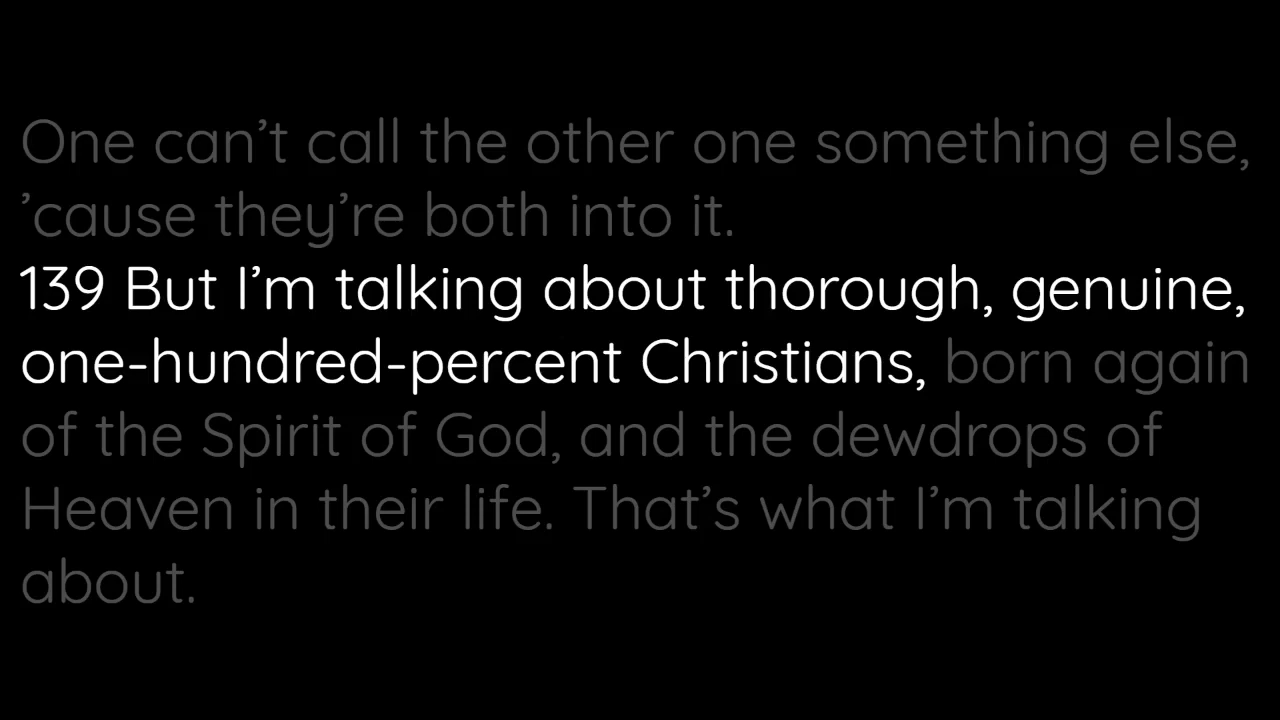 One can’t call the other one something else,
’cause they’re both into it.
139 But I’m talking about thorough, genuine,
one-hundred-percent Christians, born again
of the Spirit of God, and the dewdrops of
Heaven in their life. That’s what I’m talking
about.